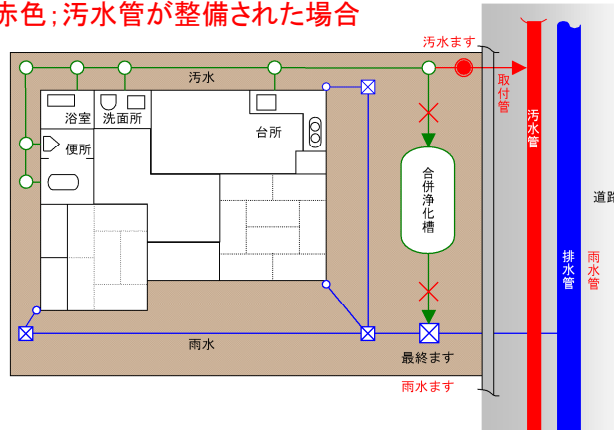 赤色；汚水管が整備された場合
汚水ます
汚水
取付管
浴室
洗面所
台所
便所
汚水管
合併浄化槽
道路
排水管
雨水管
雨水
最終ます
雨水ます